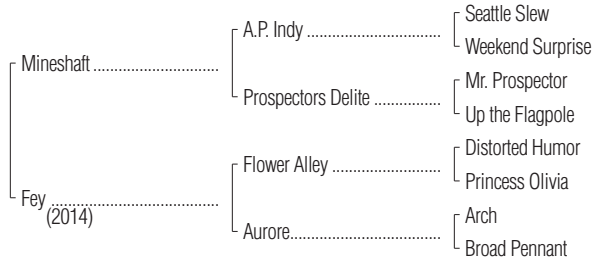 Seattle Slew
A.P. Indy ........................
Weekend Surprise
Mineshaft ........................
Mr. Prospector
Prospectors Delite ................
Up the Flagpole
Distorted Humor
Flower Alley ......................
Princess Olivia
Fey ................................
(2014)
Arch
Aurore............................
Broad Pennant